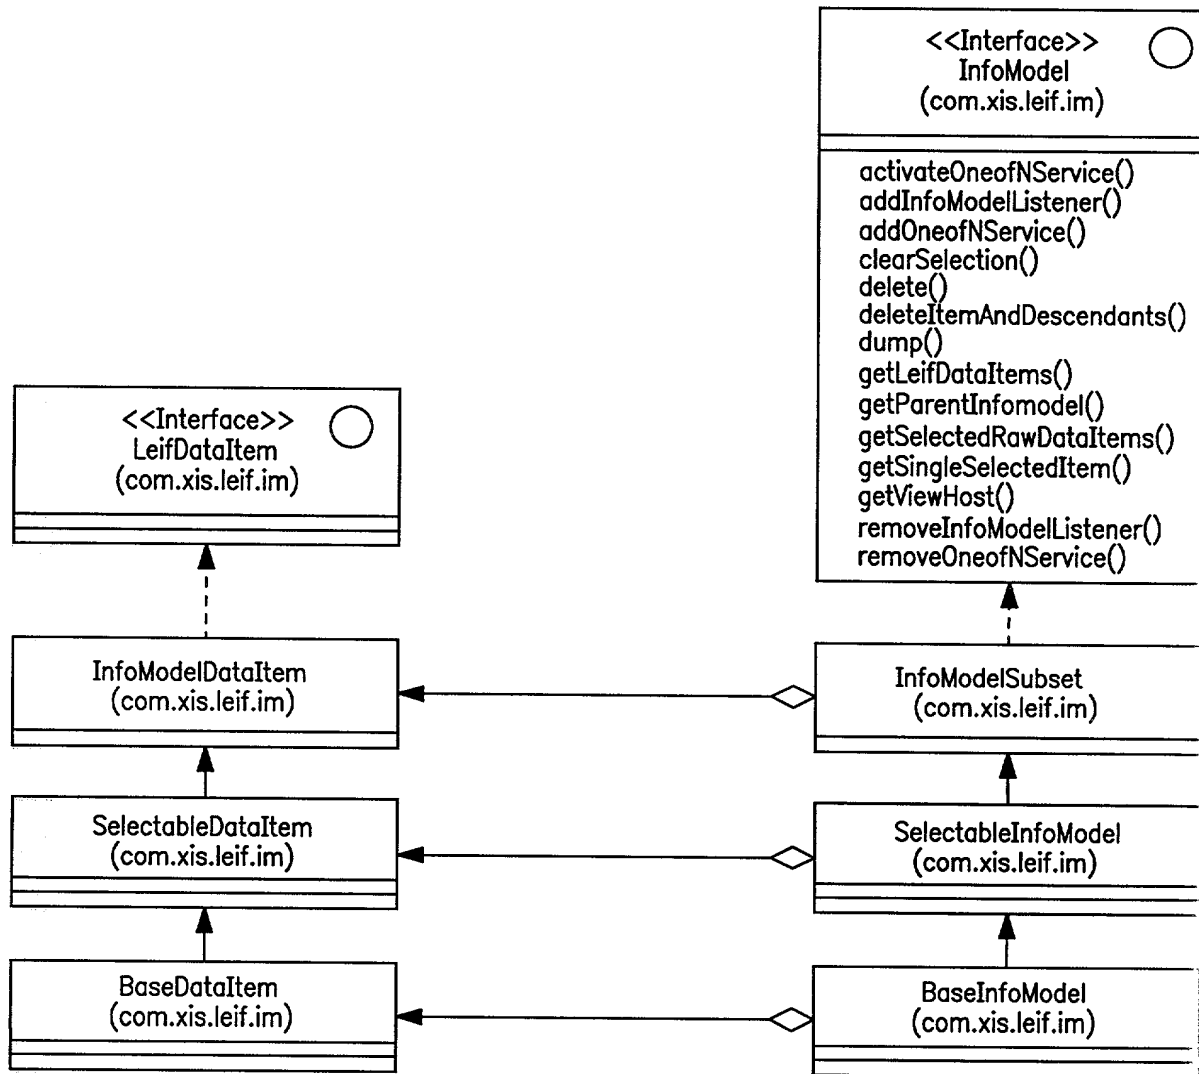 <<Interface>>
InfoModel
(com.xis.leif.im)
activateOneofNService()
addInfoModelListener()
addOneofNService()
clearSelection()
delete()
deleteItemAndDescendants()
dump()
getLeifDataItems()
getParentInfomodel()
getSelectedRawDataItems()
getSingleSelectedItem()
getViewHost()
removeInfoModelListener()
removeOneofNService()
<<Interface>>
LeifDataItem
(com.xis.leif.im)
InfoModelDataItem
(com.xis.leif.im)
InfoModelSubset
(com.xis.leif.im)
SelectableDataItem
(com.xis.leif.im)
SelectableInfoModel
(com.xis.leif.im)
BaseDataItem
(com.xis.leif.im)
BaseInfoModel
(com.xis.leif.im)